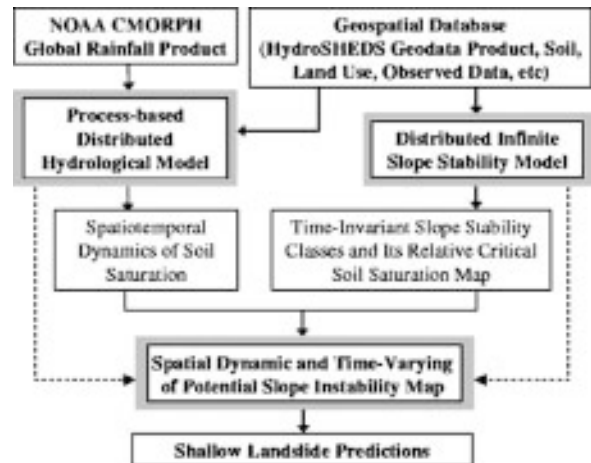 NOAA CMORPH
Global Rainfall Product
Geospatial Database
(HydroSHEDS Geodata Product, Soil,
Land Use, Observed Data, etc)
Process-based
Distributed
Hydrological Model
Distributed Infinite
Slope Stability Model
Spatiotemporal
Dynamics of Soil
Saturation
Time-Invariant Slope Stability
Classes and Its Relative Critical
Soil Saturation Map
Spatial Dynamic and Time-Varying
of Potential Slope Instability Map
Shallow Landslide Predictions